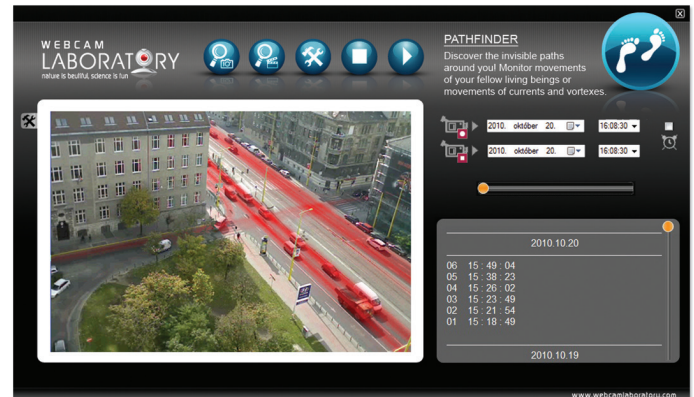 WEBCAM
LABORATORY
nature is beutiful, science is fun
PATHFINDER
Discover the invisible paths
around you! Monitor movements
of your fellow living beings or
movements of currents and vortexes.
2010. október 20. 16:08:30
2010. október 20. 16:08:30
2010.10.20
06 15 : 49 : 04
05 15 : 38 : 23
04 15 : 26 : 02
03 15 : 23 : 49
02 15 : 21 : 54
01 15 : 18 : 49
2010.10.19
www.webcamlaboratory.com